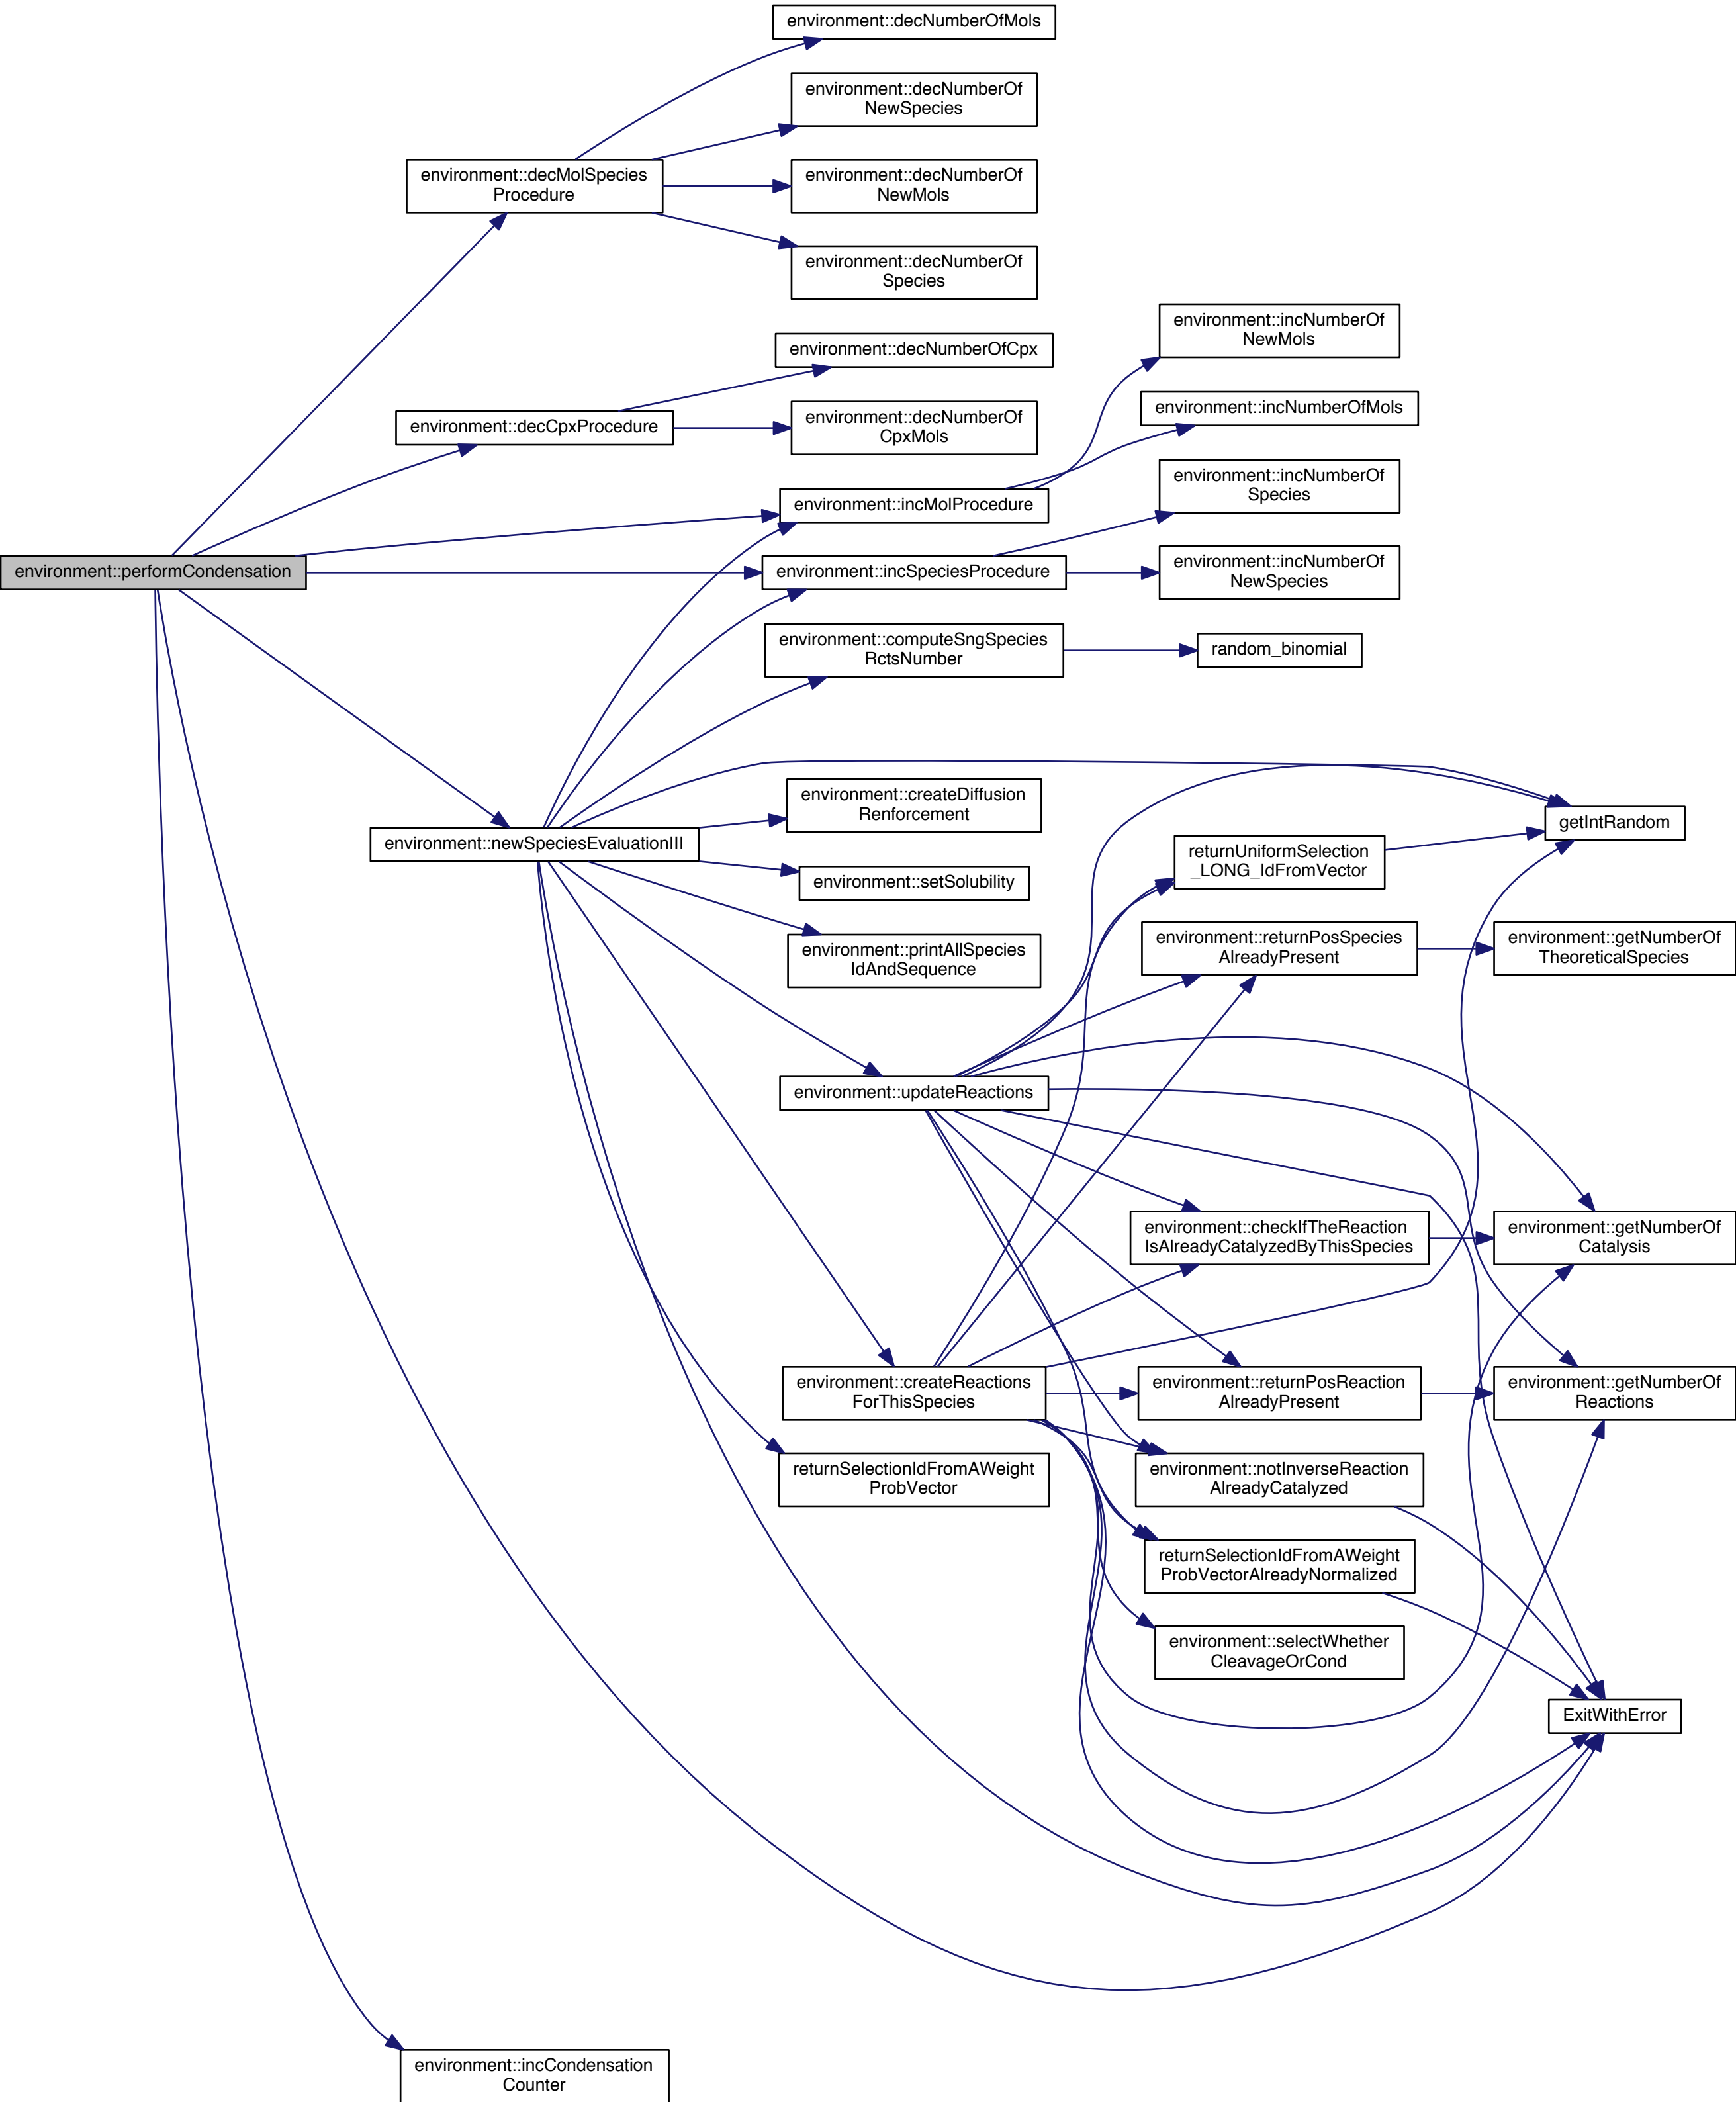 environment::decNumberOfMols
environment::decNumberOf
NewSpecies
environment::decMolSpecies
Procedure
environment::decNumberOf
NewMols
environment::decNumberOf
Species
environment::incNumberOf
NewMols
environment::decNumberOfCpx
environment::incNumberOfMols
environment::decCpxProcedure
environment::decNumberOf
CpxMols
environment::incNumberOf
Species
environment::incMolProcedure
environment::performCondensation
environment::incSpeciesProcedure
environment::incNumberOf
NewSpecies
environment::computeSngSpecies
RctsNumber
random_binomial
environment::createDiffusion
Renforcement
getIntRandom
environment::newSpeciesEvaluationIII
returnUniformSelection
_LONG_IdFromVector
environment::setSolubility
environment::printAllSpecies
IdAndSequence
environment::returnPosSpecies
AlreadyPresent
environment::getNumberOf
TheoreticalSpecies
environment::updateReactions
environment::checkIfTheReaction
IsAlreadyCatalyzedByThisSpecies
environment::getNumberOf
Catalysis
environment::createReactions
ForThisSpecies
environment::returnPosReaction
AlreadyPresent
environment::getNumberOf
Reactions
returnSelectionIdFromAWeight
ProbVector
environment::notInverseReaction
AlreadyCatalyzed
returnSelectionIdFromAWeight
ProbVectorAlreadyNormalized
environment::selectWhether
CleavageOrCond
ExitWithError
environment::incCondensation
Counter